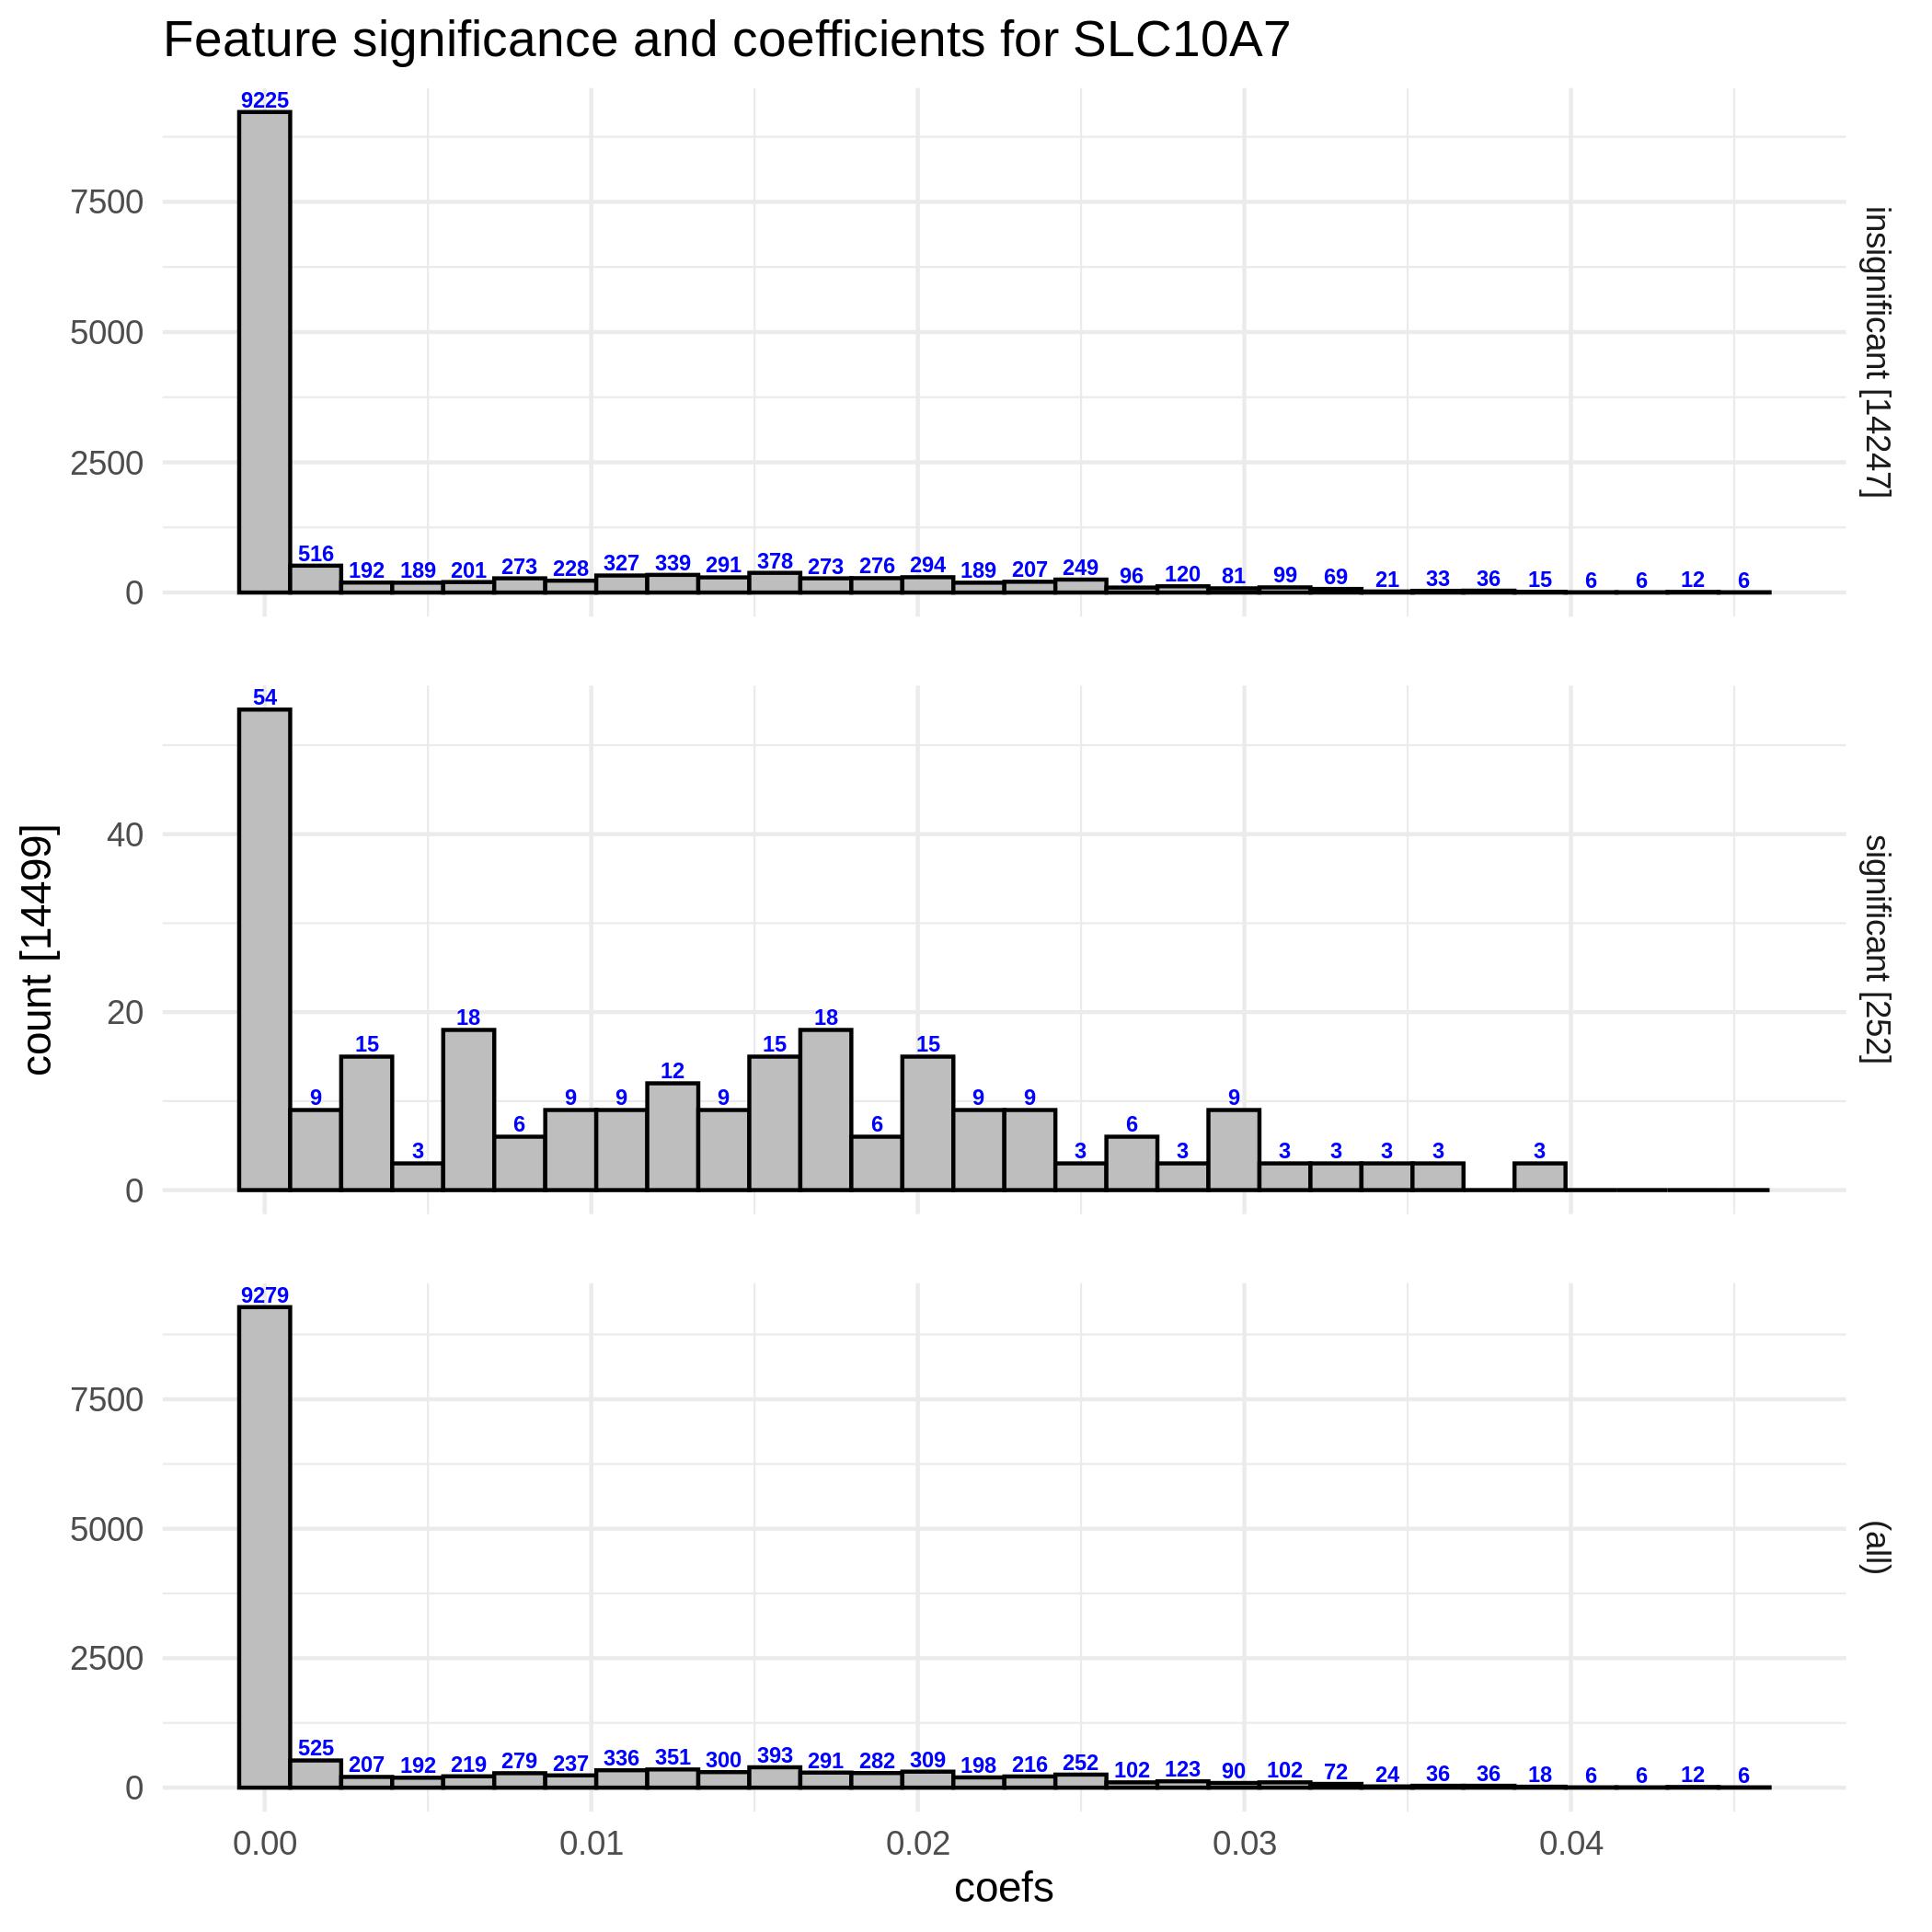 Feature significance and coefficients for SLC10A7
9225
7500
5000
2500
0
516 192 189 201 273 228 327 339 291 378 273 276 294 189 207 249 96 120 81 99 69 21 33 36 15 6 6 12 6
insignificant [14247]
count [14499]
54
40
20
0
9 15 3 18 6 9 9 12 9 15 18 6 15 9 9 3 6 3 9 3 3 3 3 3
significant [252]
9279
7500
5000
2500
0
525 207 192 219 279 237 336 351 300 393 291 282 309 198 216 252 102 123 90 102 72 24 36 36 18 6 6 12 6
(all)
0.00 0.01 0.02 0.03 0.04
coefs